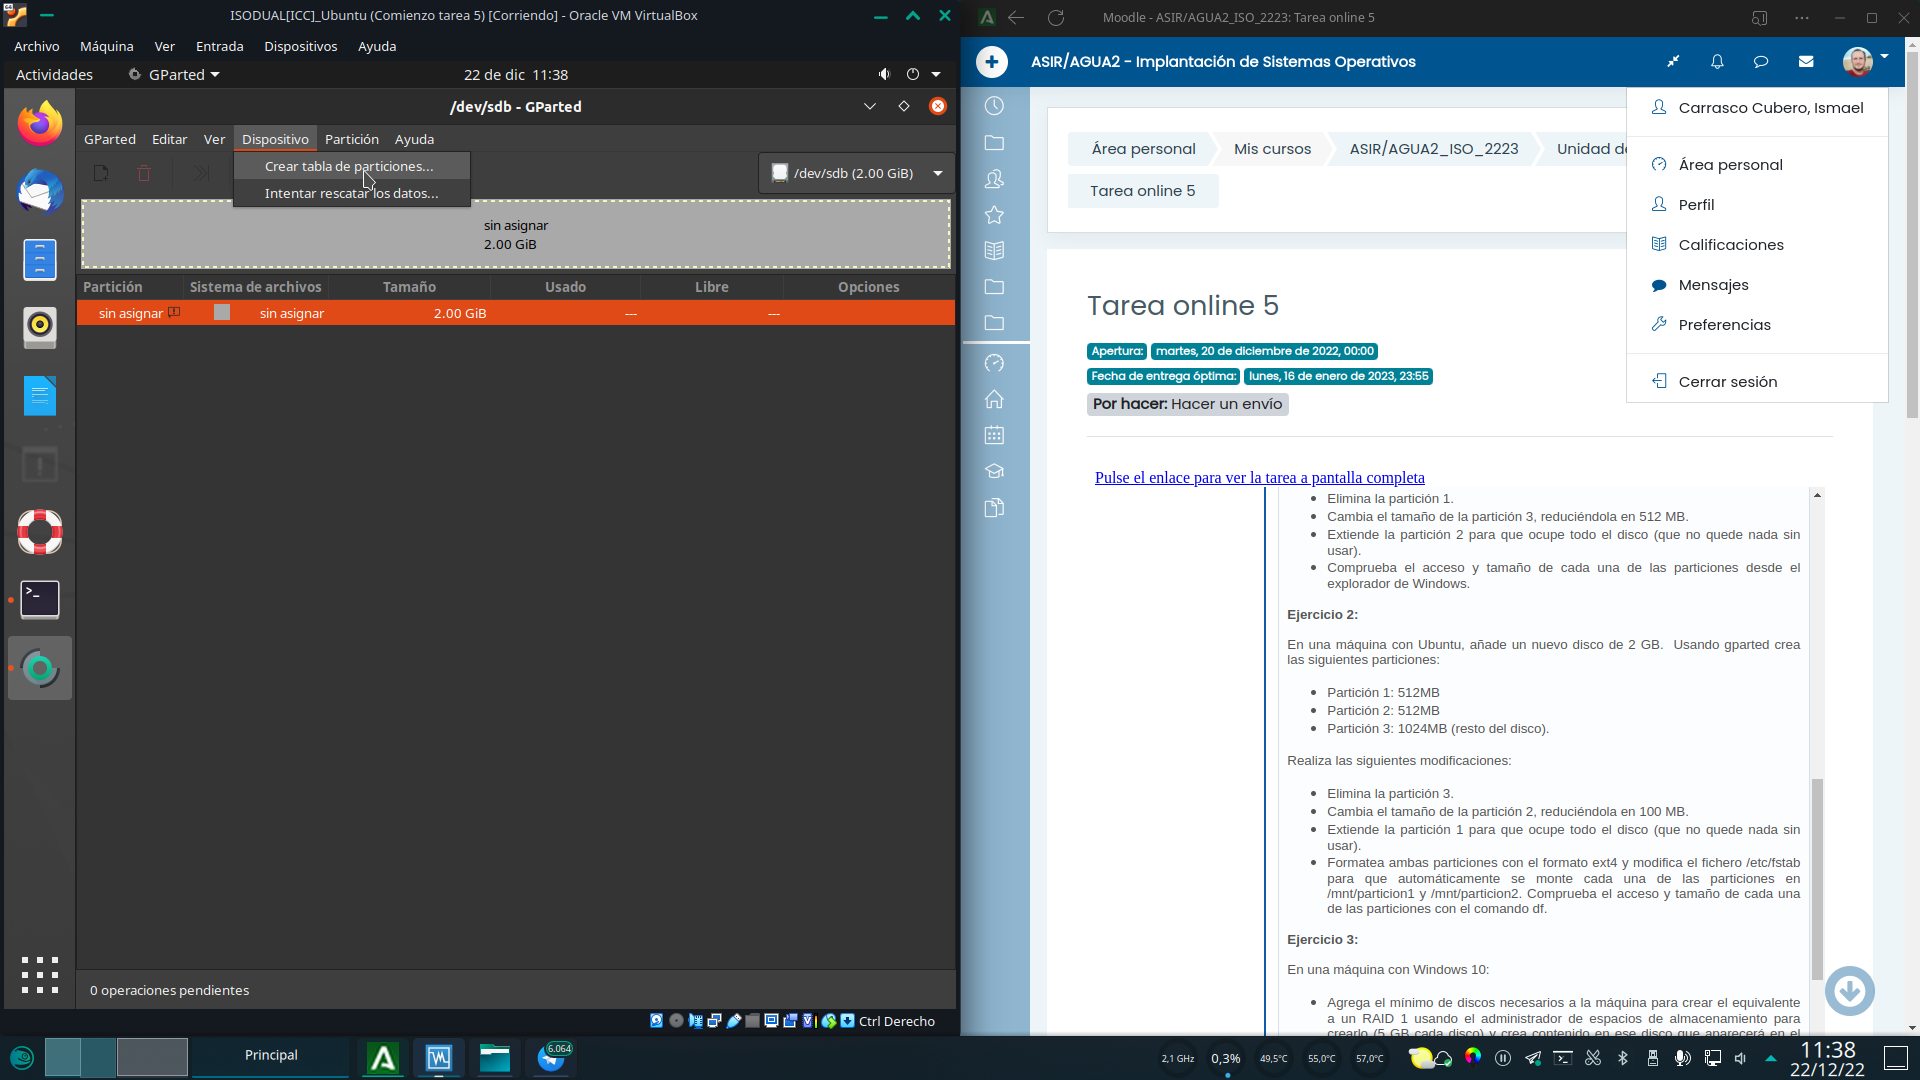 ISODUAL[ICC]_Ubuntu (Comienzo tarea 5) [Corriendo] - Oracle VM VirtualBox
Archivo Máquina Ver Entrada Dispositivos Ayuda
Actividades GParted 22 de dic 11:38
/dev/sdb - GParted
GParted Editar Ver Dispositivo Partición Ayuda
Crear tabla de particiones...
Intentar rescatar los datos...
/dev/sdb (2.00 GiB)
sin asignar
2.00 GiB
Partición Sistema de archivos Tamaño Usado Libre Opciones
sin asignar sin asignar 2.00 GiB --- ---
0 operaciones pendientes
Ctrl Derecho
Moodle - ASIR/AGUA2_ISO_2223: Tarea online 5
ASIR/AGUA2 - Implantación de Sistemas Operativos
Área personal Mis cursos ASIR/AGUA2_ISO_2223 Unidad de
Tarea online 5
Carrasco Cubero, Ismael
Área personal
Perfil
Calificaciones
Mensajes
Preferencias
Cerrar sesión
Tarea online 5
Apertura: martes, 20 de diciembre de 2022, 00:00
Fecha de entrega óptima: lunes, 16 de enero de 2023, 23:55
Por hacer: Hacer un envío
Pulse el enlace para ver la tarea a pantalla completa
Elimina la partición 1.
Cambia el tamaño de la partición 3, reduciéndola en 512 MB.
Extiende la partición 2 para que ocupe todo el disco (que no quede nada sin
usar).
Comprueba el acceso y tamaño de cada una de las particiones desde el
explorador de Windows.
Ejercicio 2:
En una máquina con Ubuntu, añade un nuevo disco de 2 GB. Usando gparted crea
las siguientes particiones:
Partición 1: 512MB
Partición 2: 512MB
Partición 3: 1024MB (resto del disco).
Realiza las siguientes modificaciones:
Elimina la partición 3.
Cambia el tamaño de la partición 2, reduciéndola en 100 MB.
Extiende la partición 1 para que ocupe todo el disco (que no quede nada sin
usar).
Formatea ambas particiones con el formato ext4 y modifica el fichero /etc/fstab
para que automáticamente se monte cada una de las particiones en
/mnt/particion1 y /mnt/particion2. Comprueba el acceso y tamaño de cada una
de las particiones con el comando df.
Ejercicio 3:
En una máquina con Windows 10:
Agrega el mínimo de discos necesarios a la máquina para crear el equivalente
a un RAID 1 usando el administrador de espacios de almacenamiento para
crearlo (5 GB cada disco) y crea contenido en ese disco que aparecerá en el
Principal
6.064
2,1 GHz 0,3% 49,5°C 55,0°C 57,0°C
11:38
22/12/22